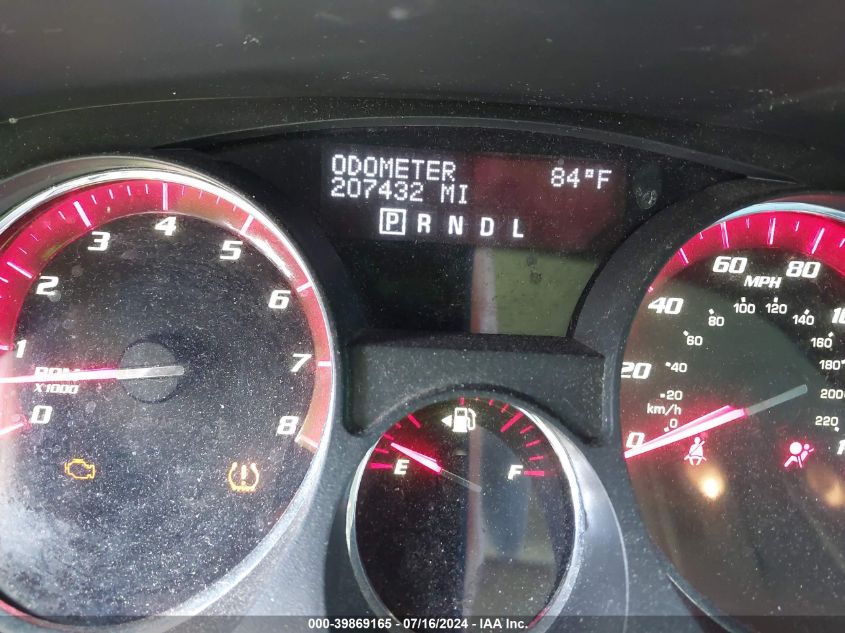 ODOMETER 84°F
207432 MI
P R N D L
0 1 2 3 4 5 6 7 8
RPM
X1000
E F
20 40 60 80
MPH
0 20 40 60 80 100 120 140 160 180 200 220
km/h
0
000-39869165 - 07/16/2024 - IAA Inc.